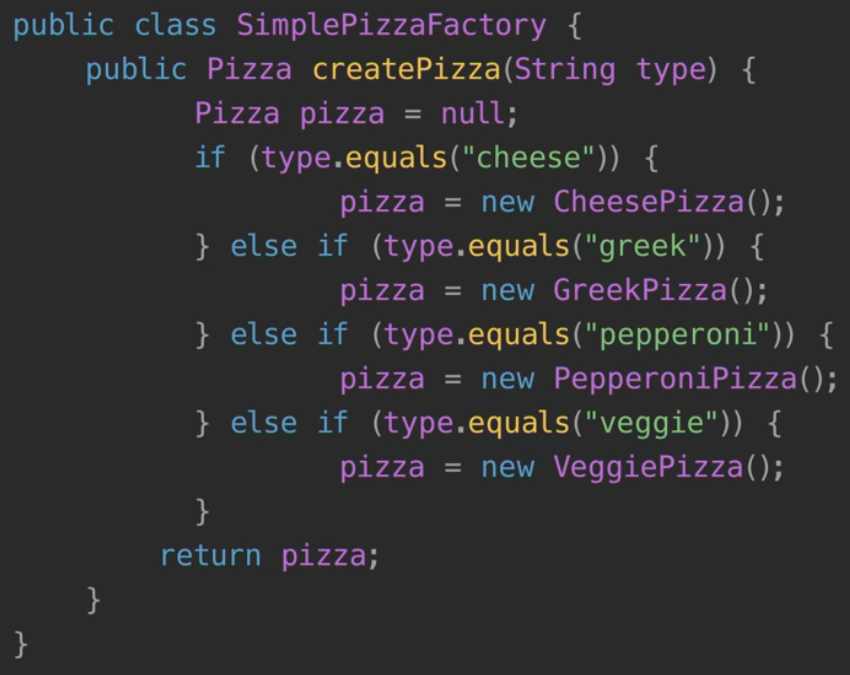 public class SimplePizzaFactory {
public Pizza createPizza(String type) {
Pizza pizza = null;
if (type.equals("cheese")) {
pizza = new CheesePizza();
} else if (type.equals("greek")) {
pizza = new GreekPizza();
} else if (type.equals("pepperoni")) {
pizza = new PepperoniPizza();
} else if (type.equals("veggie")) {
pizza = new VeggiePizza();
}
return pizza;
}
}